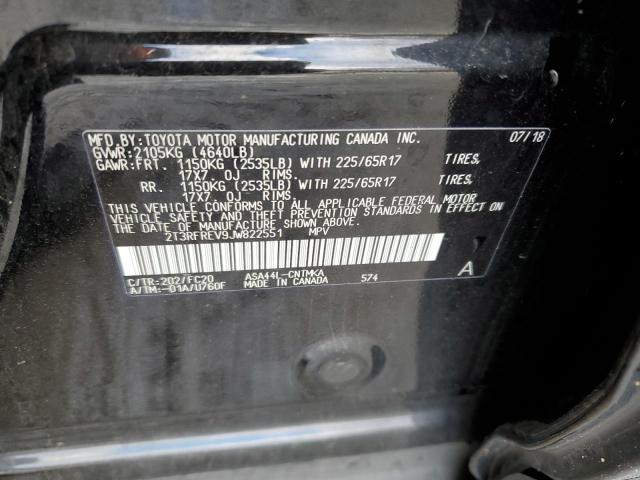 MFD.BY:TOYOTA MOTOR MANUFACTURING CANADA INC. 07/18
GVWR:2105KG (4640LB)
GAWR:FRT. 1150KG (2535LB) WITH 225/65R17 TIRES,
17X7.0J RIMS.
RR. 1150KG (2535LB) WITH 225/65R17 TIRES,
17X7.0J RIMS.
THIS VEHICLE CONFORMS TO ALL APPLICABLE FEDERAL MOTOR
VEHICLE SAFETY AND THEFT PREVENTION STANDARDS IN EFFECT ON
THE DATE OF MANUFACTURE SHOWN ABOVE.
2T3RFREV9JW822551 MPV
C/TR:202/FC20 ASA44L-CNTMKA 574 A
A/TM:-01A/U760F MADE IN CANADA